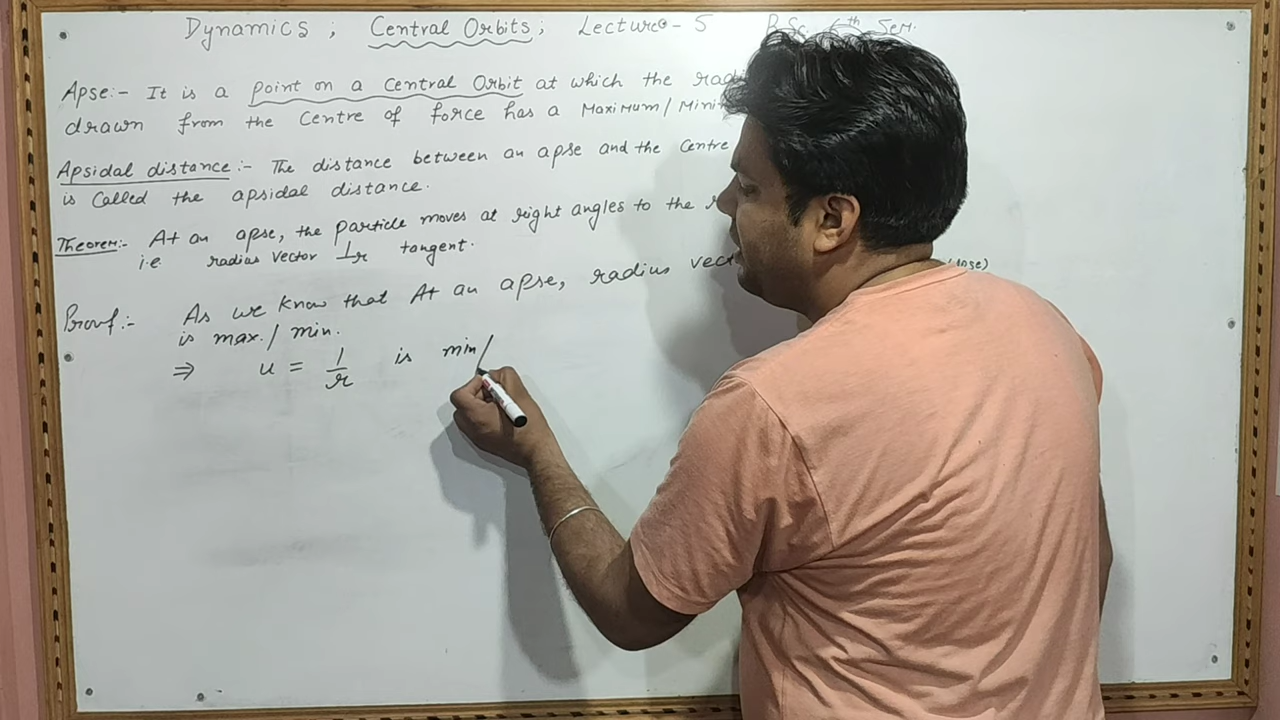 Dynamics ; Central Orbits ; Lecture - 5 BSc 6th Sem.
Apse:- It is a point on a Central Orbit at which the
drawn from the Centre of force has a Maximum/
Apsidal distance:- The distance between an apse and the Centre
is called the apsidal distance.
Theorem:- At an apse, the particle moves at right angles to the
i.e radius vector ⊥r tangent.
Proof:- As we know that At an apse, radius
is max./min.
⇒ u = 1/r is min/